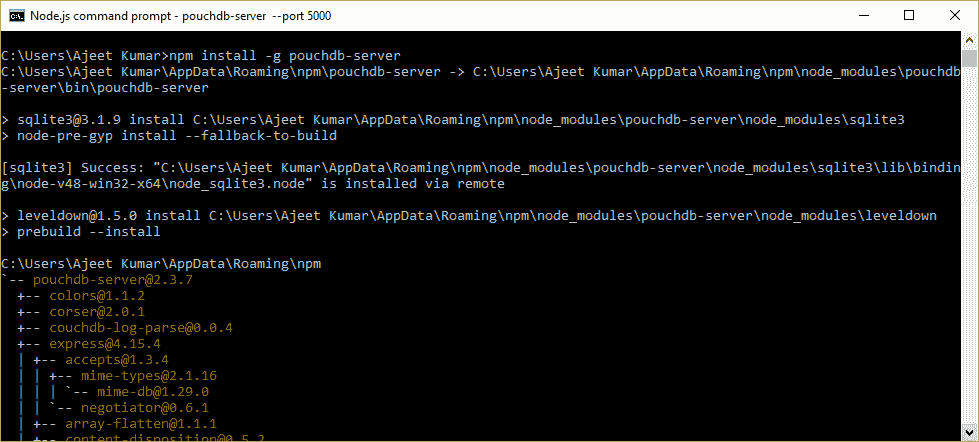 Node.js command prompt - pouchdb-server --port 5000
C:\Users\Ajeet Kumar>npm install -g pouchdb-server
C:\Users\Ajeet Kumar\AppData\Roaming\npm\pouchdb-server -> C:\Users\Ajeet Kumar\AppData\Roaming\npm\node_modules\pouchdb
-server\bin\pouchdb-server
> sqlite3@3.1.9 install C:\Users\Ajeet Kumar\AppData\Roaming\npm\node_modules\pouchdb-server\node_modules\sqlite3
> node-pre-gyp install --fallback-to-build
[sqlite3] Success: "C:\Users\Ajeet Kumar\AppData\Roaming\npm\node_modules\pouchdb-server\node_modules\sqlite3\lib\bindin
g\node-v48-win32-x64\node_sqlite3.node" is installed via remote
> leveldown@1.5.0 install C:\Users\Ajeet Kumar\AppData\Roaming\npm\node_modules\pouchdb-server\node_modules\leveldown
> prebuild --install
C:\Users\Ajeet Kumar\AppData\Roaming\npm
`-- pouchdb-server@2.3.7
  +-- colors@1.1.2
  +-- corser@2.0.1
  +-- couchdb-log-parse@0.0.4
  +-- express@4.15.4
  | +-- accepts@1.3.4
  | | +-- mime-types@2.1.16
  | | | `-- mime-db@1.29.0
  | | `-- negotiator@0.6.1
  | +-- array-flatten@1.1.1
  | +-- content-disposition@0.5.2